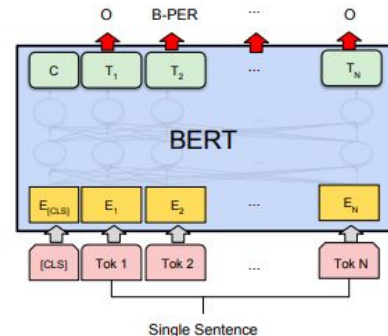 O B-PER ... O
C T1 T2 ... TN
BERT
E[CLS] E1 E2 ... EN
[CLS] Tok 1 Tok 2 ... Tok N
Single Sentence